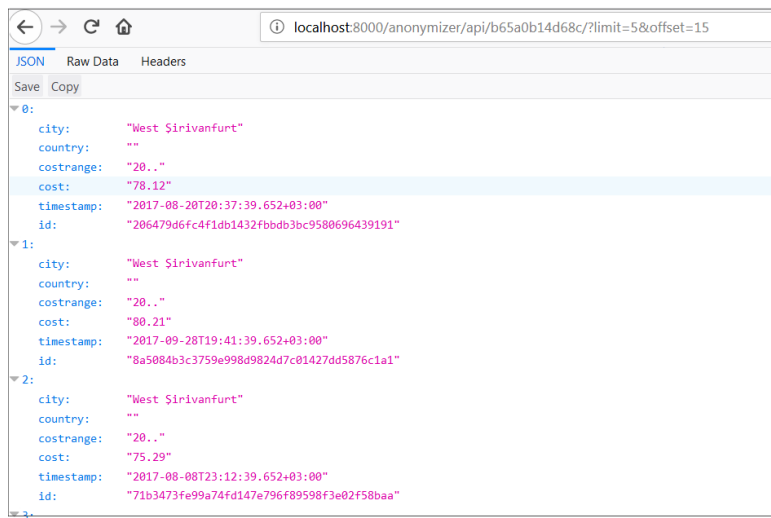 localhost:8000/anonymizer/api/b65a0b14d68c/?limit=5&offset=15
JSON Raw Data Headers
Save Copy
0:
city: "West Şirivanfurt"
country: ""
costrange: "20.."
cost: "78.12"
timestamp: "2017-08-20T20:37:39.652+03:00"
id: "206479d6fc4f1db1432fbbdb3bc9580696439191"
1:
city: "West Şirivanfurt"
country: ""
costrange: "20.."
cost: "80.21"
timestamp: "2017-09-28T19:41:39.652+03:00"
id: "8a5084b3c3759e998d9824d7c01427dd5876c1a1"
2:
city: "West Şirivanfurt"
country: ""
costrange: "20.."
cost: "75.29"
timestamp: "2017-08-08T23:12:39.652+03:00"
id: "71b3473fe99a74fd147e796f89598f3e02f58baa"
3: